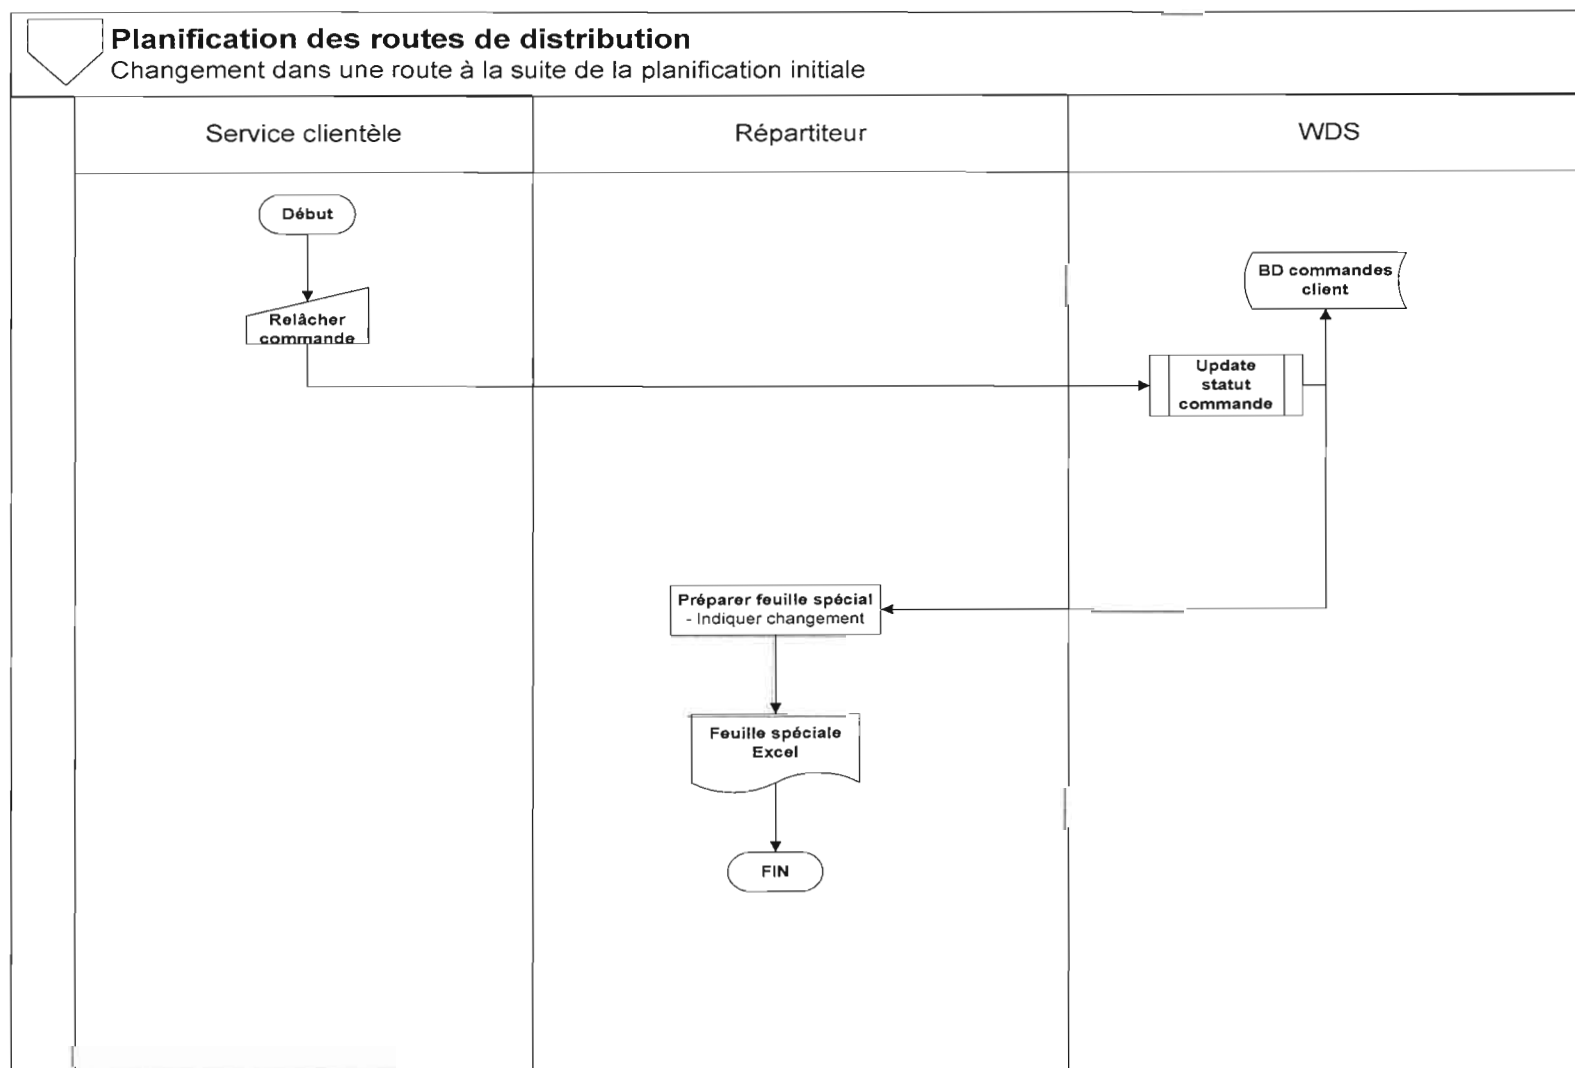 Planification des routes de distribution
Changement dans une route à la suite de la planification initiale
Service clientèle
Répartiteur
WDS
Début
BD commandes
client
Relâcher
commande
Update
statut
commande
Préparer feuille spécial
- Indiquer changement
Feuille spéciale
Excel
FIN